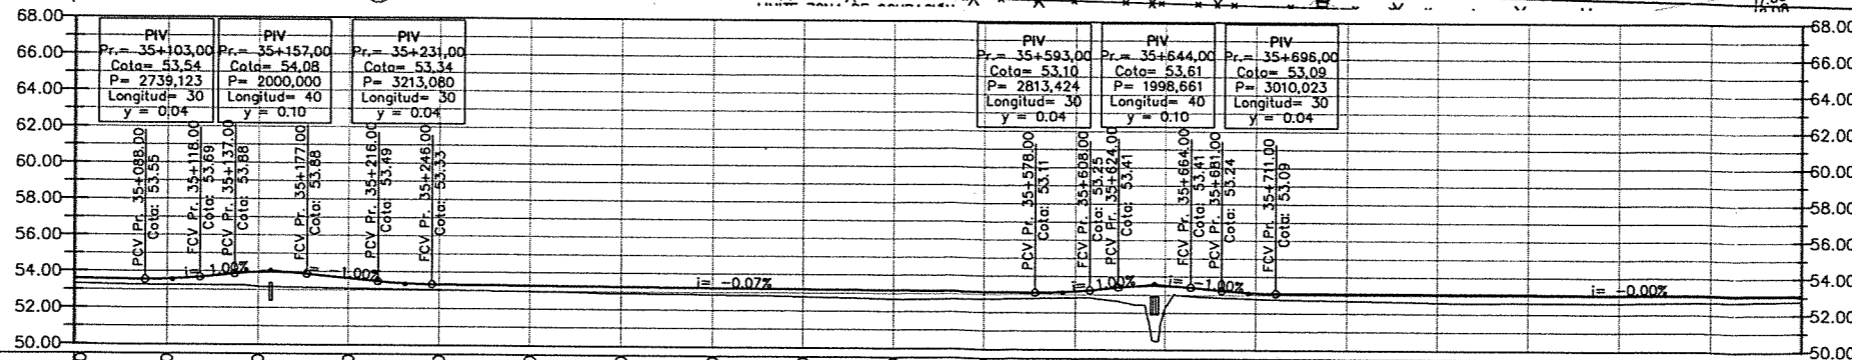 68.00
66.00
64.00
62.00
60.00
58.00
56.00
54.00
52.00
50.00
PIV
Pr.= 35+103,00
Cota= 53,54
P= 2739,123
Longitud= 30
y = 0.04
PIV
Pr.= 35+157,00
Cota= 54,08
P= 2000,000
Longitud= 40
y = 0.10
PIV
Pr.= 35+231,00
Cota= 53,34
P= 3213,080
Longitud= 30
y = 0.04
PIV
Pr.= 35+593,00
Cota= 53,10
P= 2813,424
Longitud= 30
y = 0.04
PIV
Pr.= 35+644,00
Cota= 53,61
P= 1998,661
Longitud= 40
y = 0.10
PIV
Pr.= 35+696,00
Cota= 53,09
P= 3010,023
Longitud= 30
y = 0.04
PCV Pr. 35+088.00
Cota: 53.55
FCV Pr. 35+118.00
Cota: 53.69
PCV Pr. 35+137.00
Cota: 53.88
FCV Pr. 35+177.00
Cota: 53.88
PCV Pr. 35+216.00
Cota: 53.49
FCV Pr. 35+246.00
Cota: 53.33
PCV Pr. 35+578.00
Cota: 53.11
FCV Pr. 35+608.00
Cota: 53.25
PCV Pr. 35+624.00
Cota: 53.41
FCV Pr. 35+664.00
Cota: 53.41
PCV Pr. 35+681.00
Cota: 53.24
FCV Pr. 35+711.00
Cota: 53.09
i= 1.00%
i= -1.00%
i= -0.07%
i= 1.00%
i= -1.00%
i= -0.00%
68.00
66.00
64.00
62.00
60.00
58.00
56.00
54.00
52.00
50.00